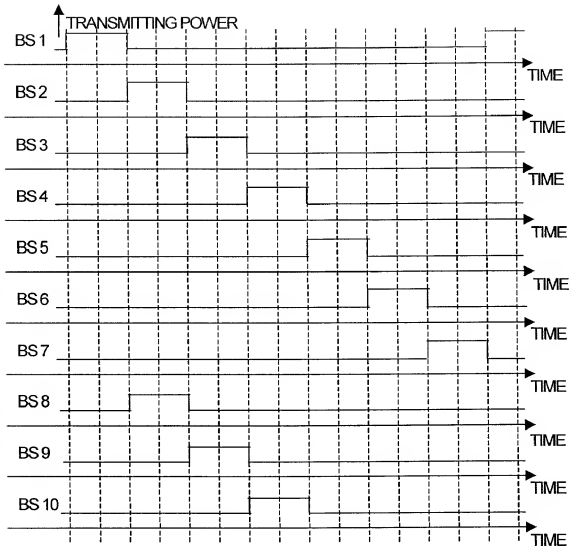 TRANSMITTING POWER
BS 1
TIME
BS 2
TIME
BS 3
TIME
BS 4
TIME
BS 5
TIME
BS 6
TIME
BS 7
TIME
BS 8
TIME
BS 9
TIME
BS 10
TIME